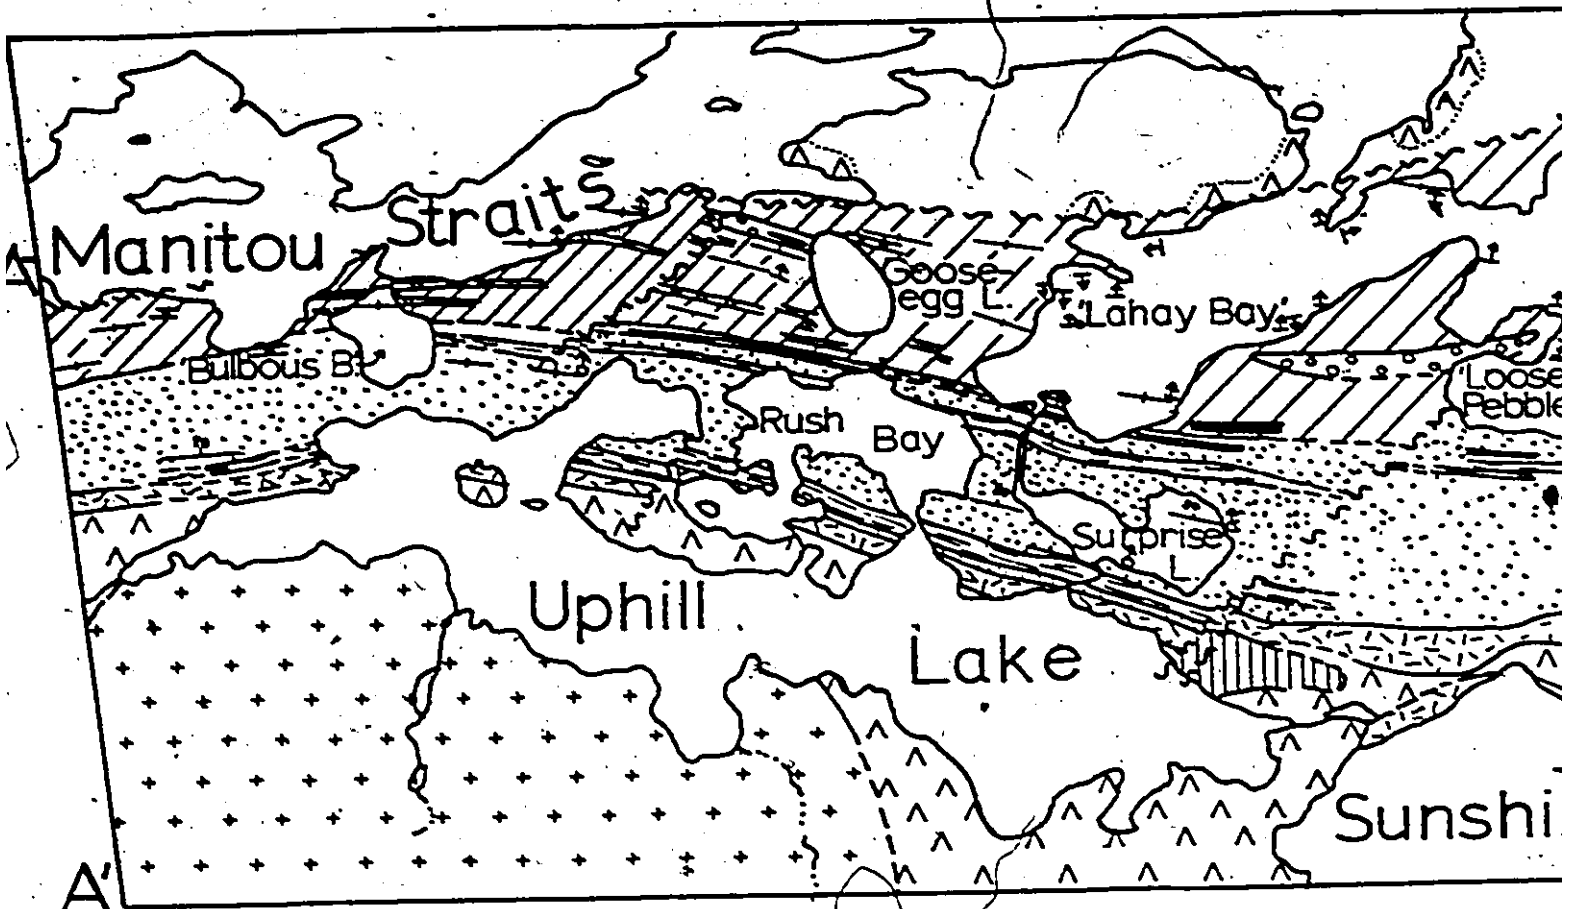 Manitou
Straits
A
Goose
egg L.
Lahay Bay
Bulbous B.
Loose
Pebble
Rush
Bay
Surprise
L.
Uphill
Lake
Sunshi
A'